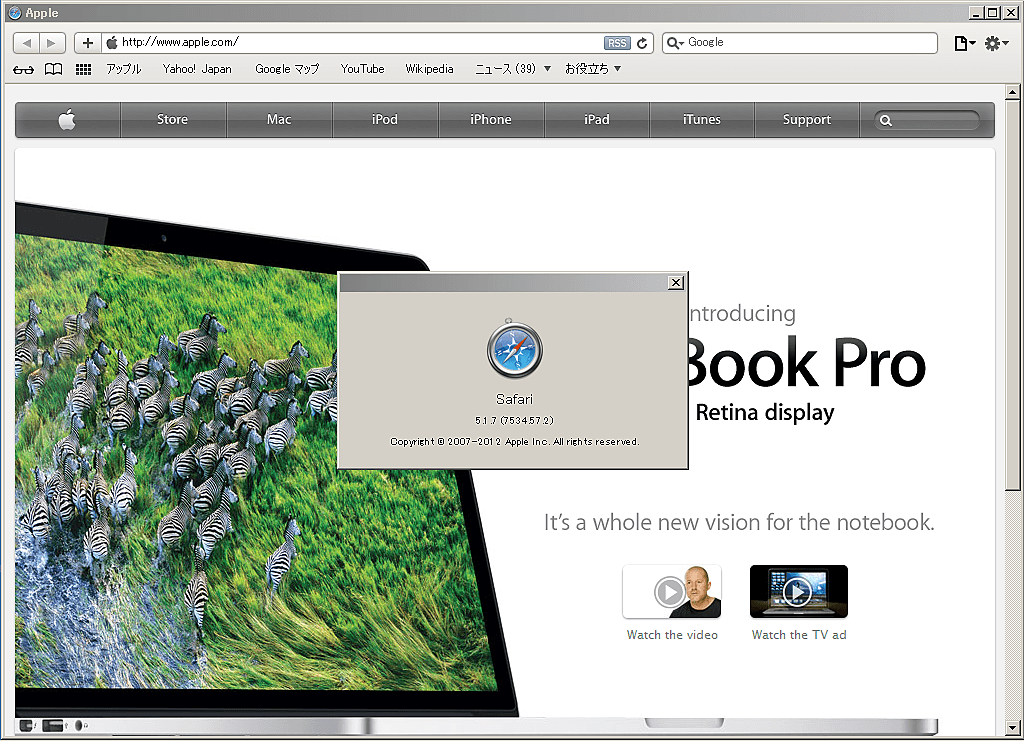 Apple
http://www.apple.com/
RSS
Google
アップル Yahoo! Japan Google マップ YouTube Wikipedia ニュース (39) お役立ち
Store Mac iPod iPhone iPad iTunes Support
ntroducing
Book Pro
Retina display
Safari
5.1.7 (7534.57.2)
Copyright © 2007-2012 Apple Inc. All rights reserved.
It's a whole new vision for the notebook.
Watch the video Watch the TV ad